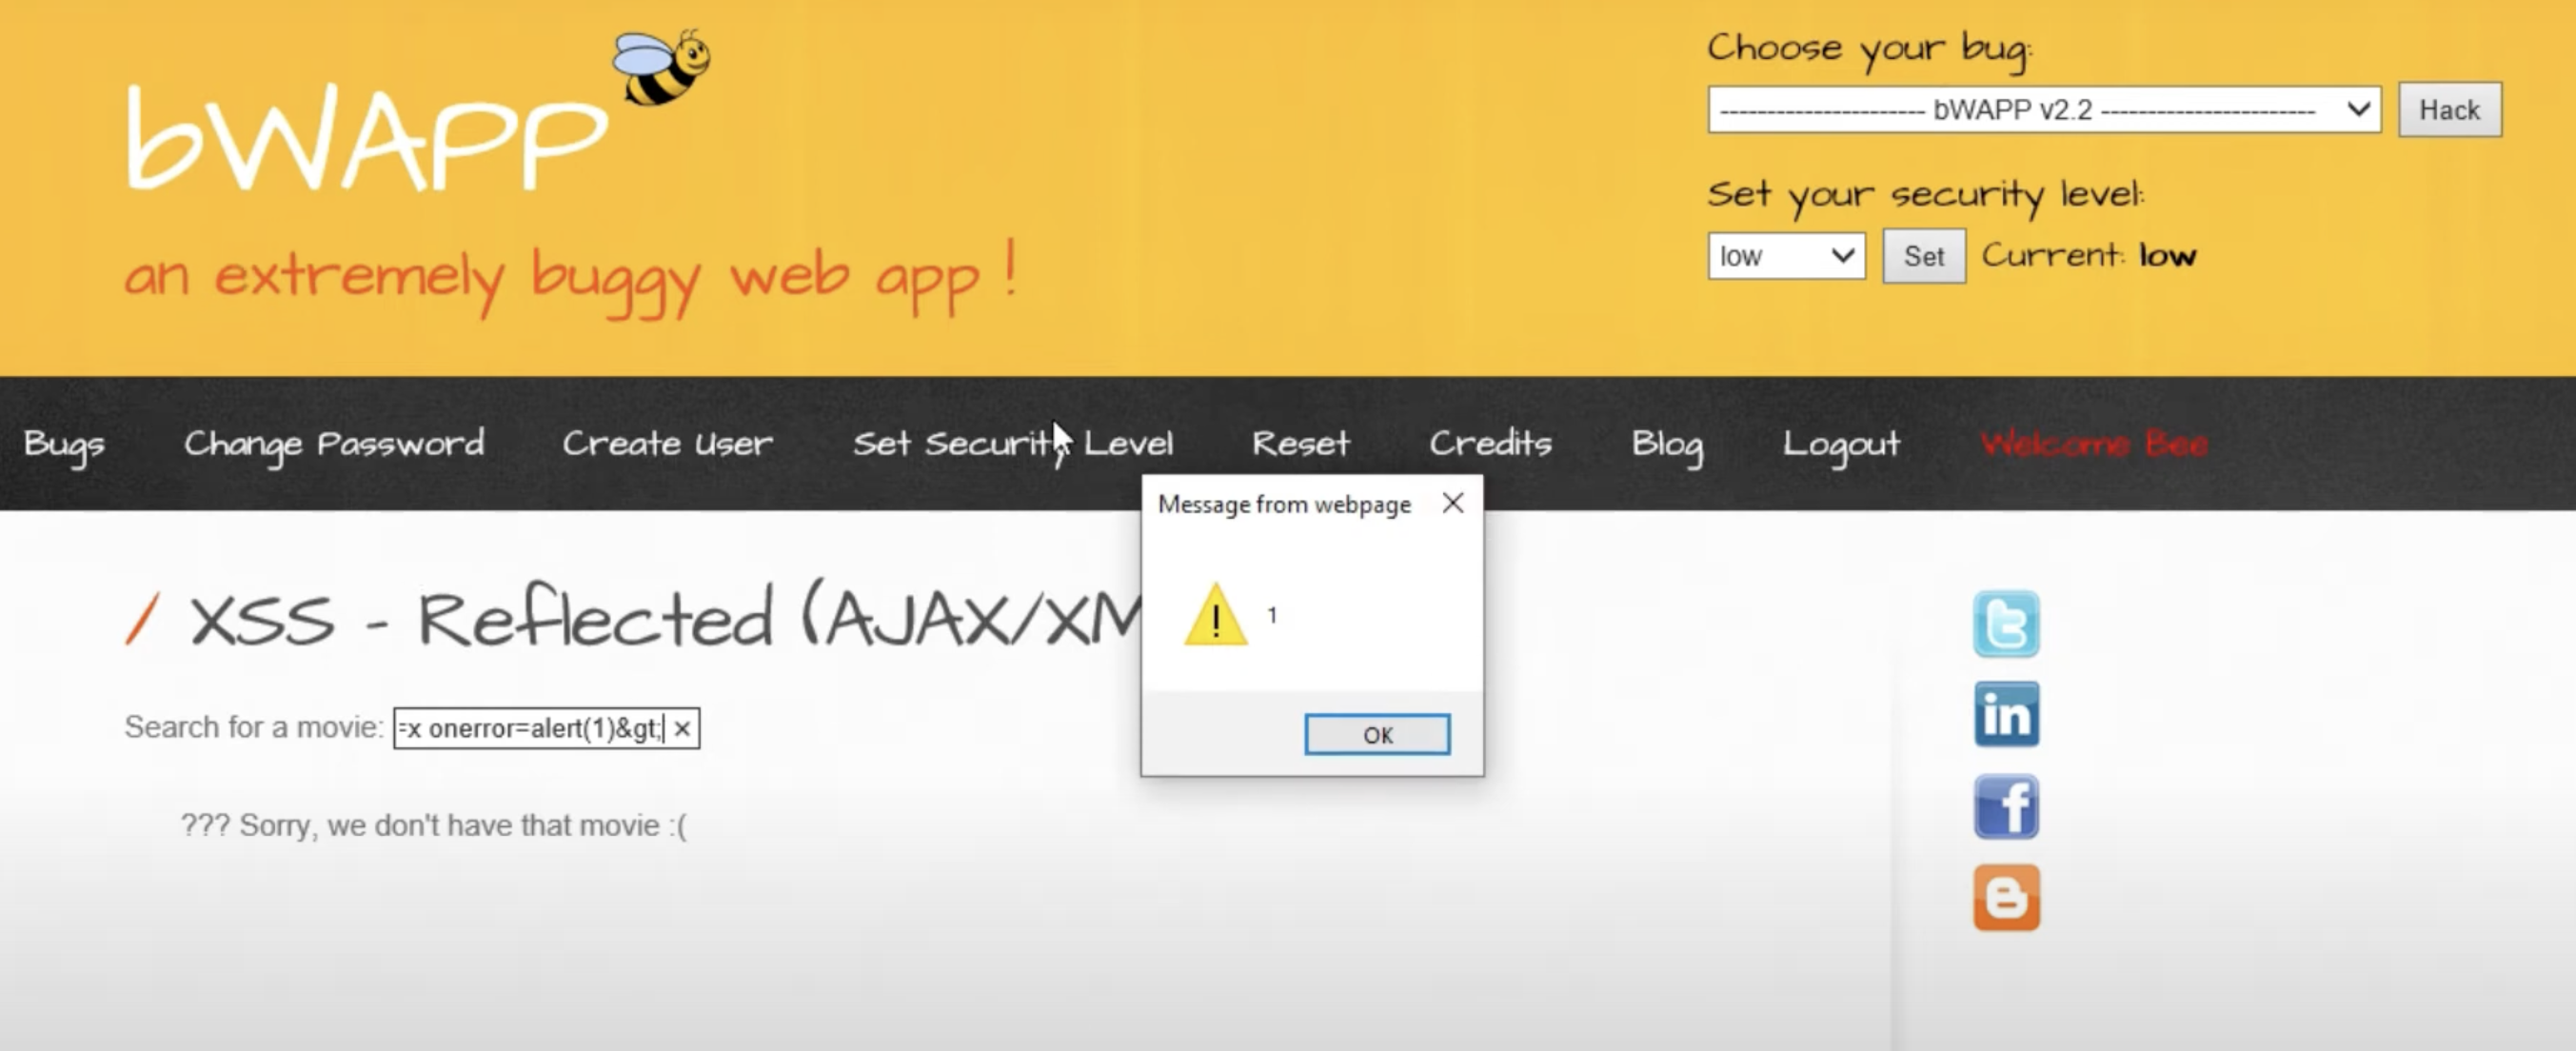 bWAPP
an extremely buggy web app !
Choose your bug:
---------------------- bWAPP v2.2 ----------------------- Hack
Set your security level:
low Set Current: low
Bugs Change Password Create User Set Security Level Reset Credits Blog Logout Welcome Bee
Message from webpage
1
OK
/ XSS - Reflected (AJAX/XM
Search for a movie: =x onerror=alert(1)&gt;
??? Sorry, we don't have that movie :(